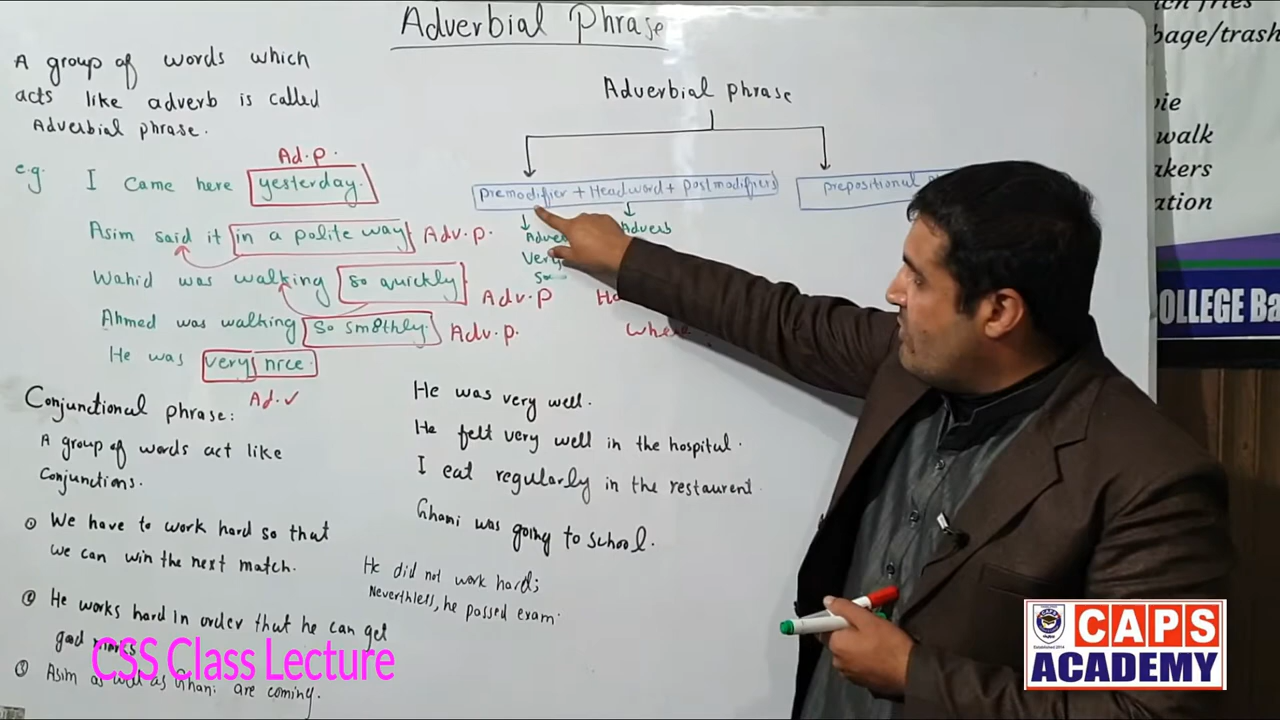 Adverbial Phrase
A group of words which
acts like adverb is called
Adverbial phrase.
e.g.
Ad.p.
I came here yesterday.
Asim said it in a polite way Adv.p.
Wahid was walking so quickly Adv.p
Ahmed was walking so smothly. Adv.p.
He was very nice.
Ad.
Adverbial phrase
Premodifier + Headword + postmodifiers
prepositional
Adverb
Very
So
Conjunctional phrase:
A group of words act like
Conjunctions.
① We have to work hard so that
we can win the next match.
② He works hard in order that he can get
good marks
③ Asim as well as Ghani are coming.
He was very well.
He felt very well in the hospital.
I eat regularly in the restaurent.
Ghani was going to school.
He did not work hard;
Neverthless, he passed exam.
fries
bage/trash
walk
akers
OLLEGE Ba
CSS Class Lecture
Established 2014
CAPS
ACADEMY